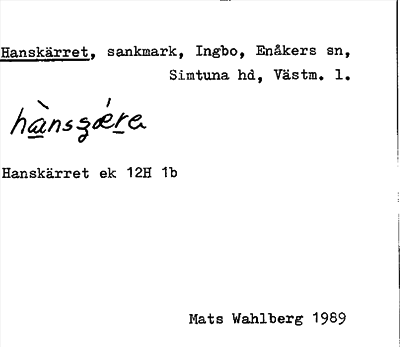 Hanskärret, sankmark, Ingbo, Enåkers sn,
Simtuna hd, Västm. l.
Hanskärret ek 12H 1b
Mats Wahlberg 1989